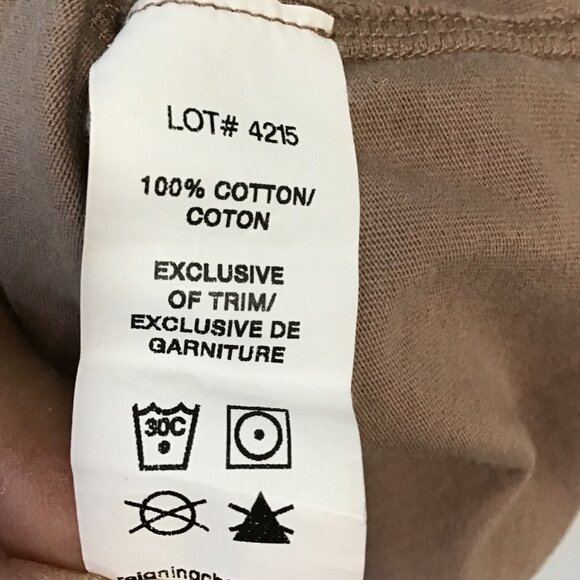 LOT# 4215
100% COTTON/
COTON
EXCLUSIVE
OF TRIM/
EXCLUSIVE DE
GARNITURE
30C